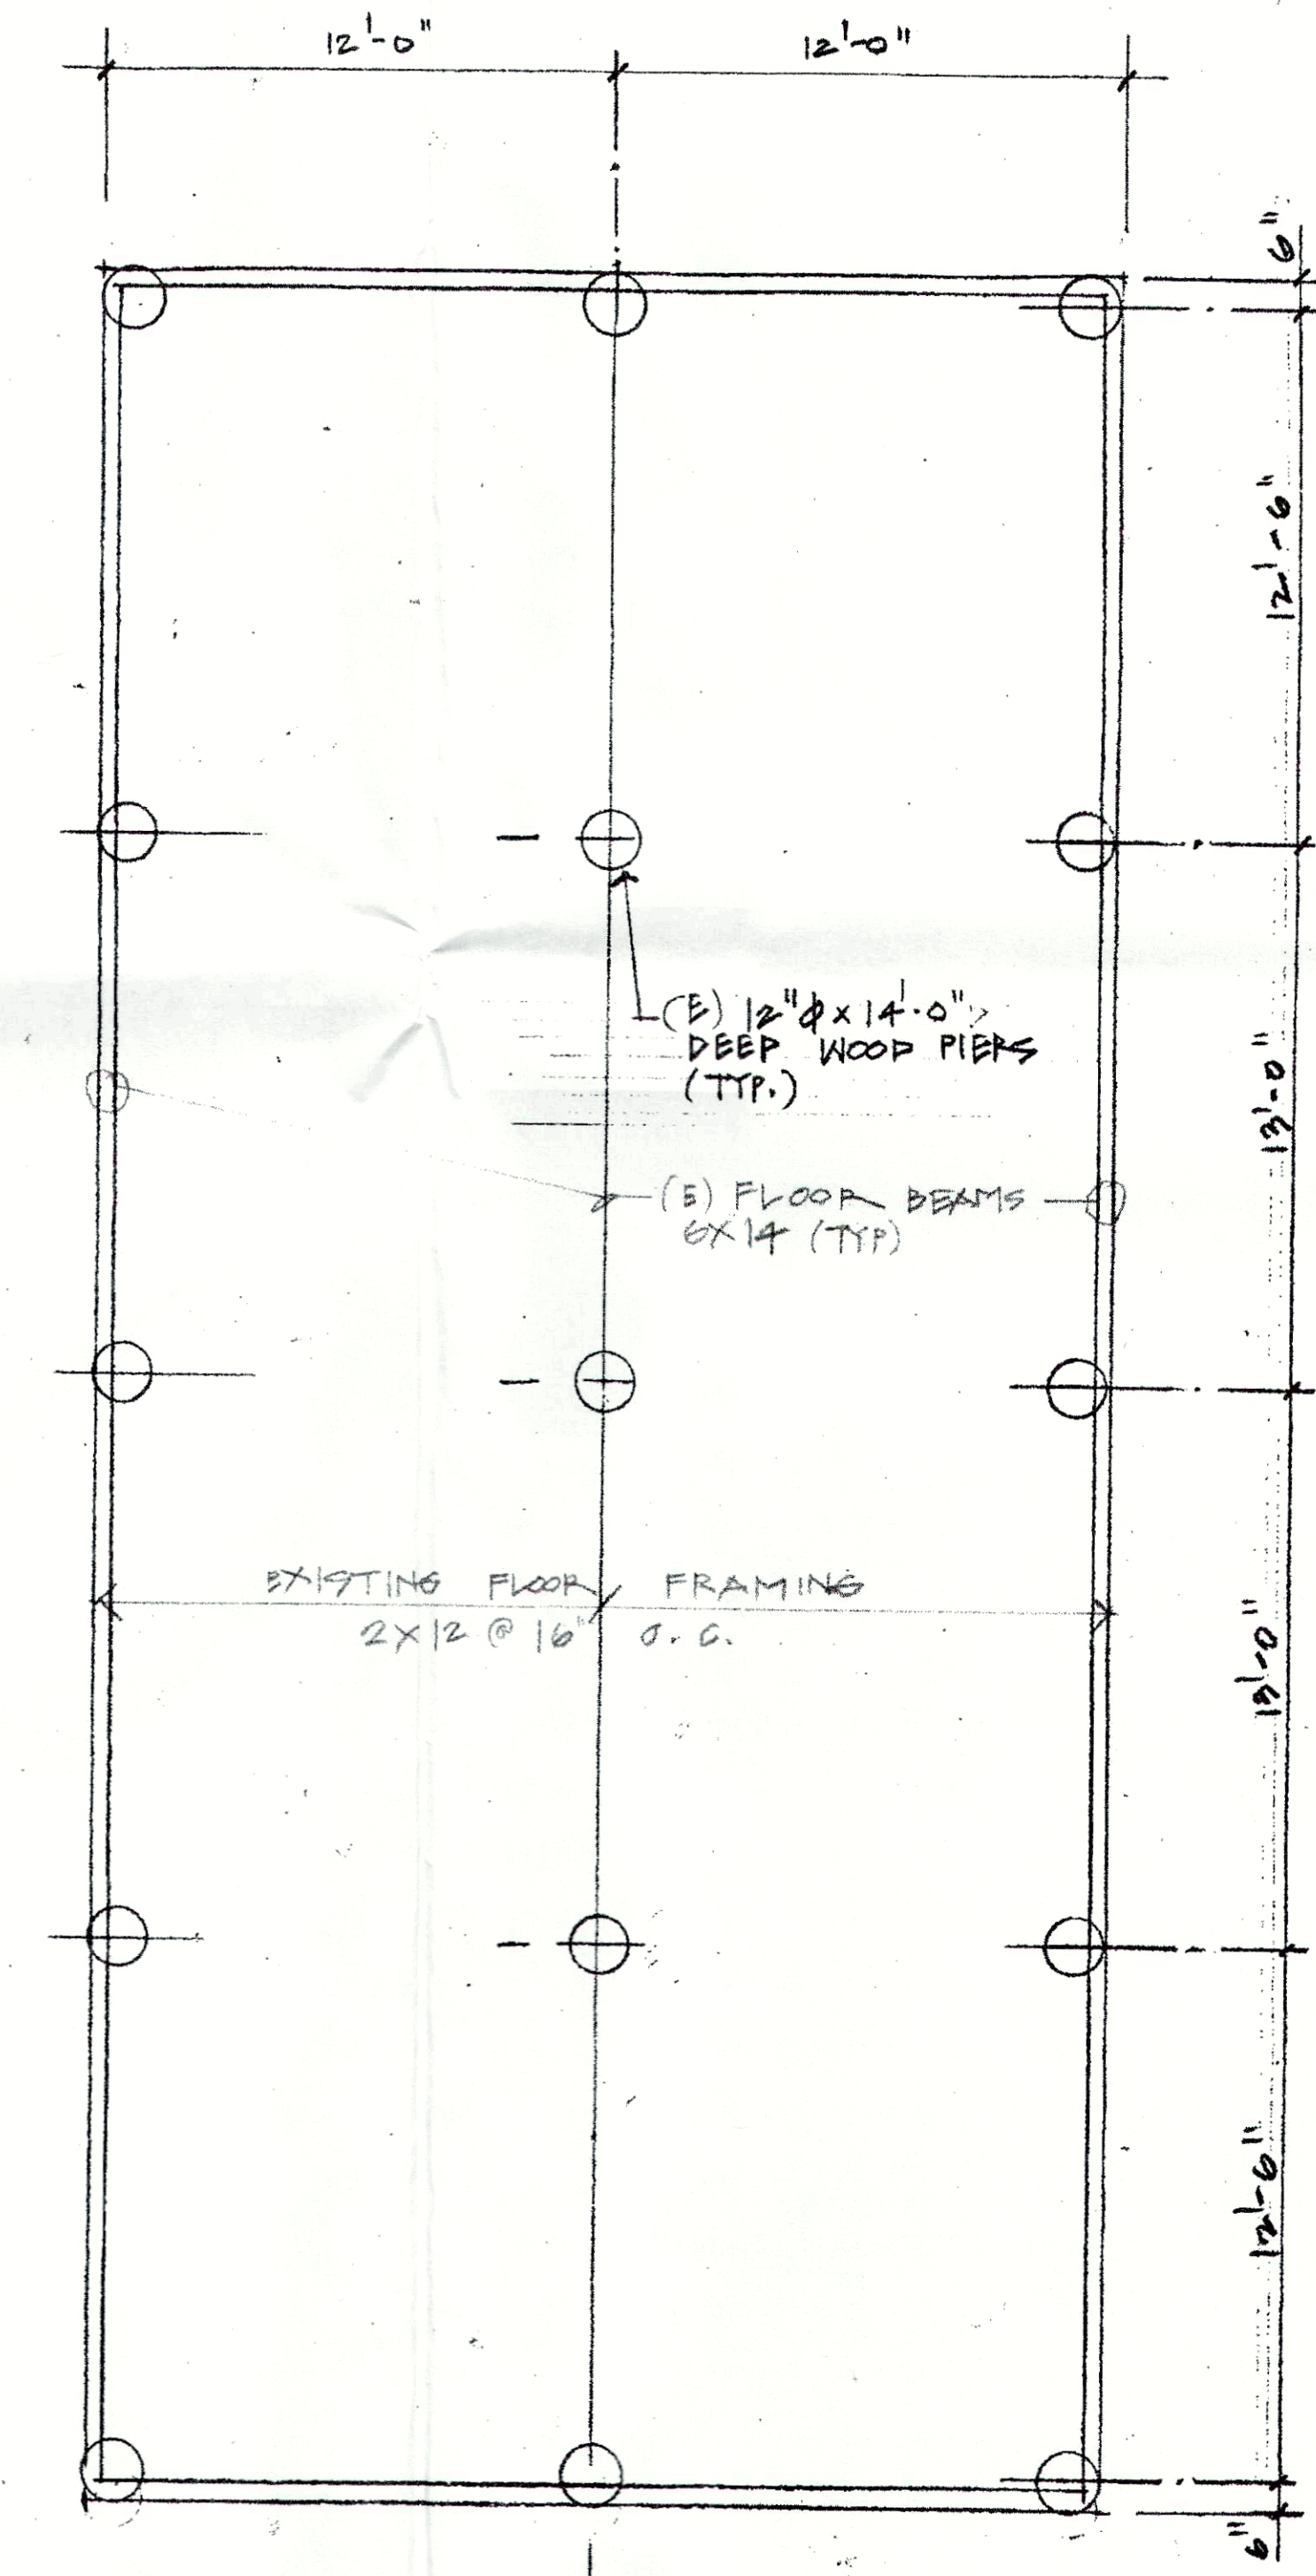 12'-0"
12'-0"
6"
12'-6"
(E) 12"ϕ x 14'-0"
DEEP WOOD PIERS
(TYP.)
13'-0"
(E) FLOOR BEAMS
6X14 (TYP)
EXISTING FLOOR FRAMING
2X12 @ 16" O.C.
13'-0"
12'-6"
6"